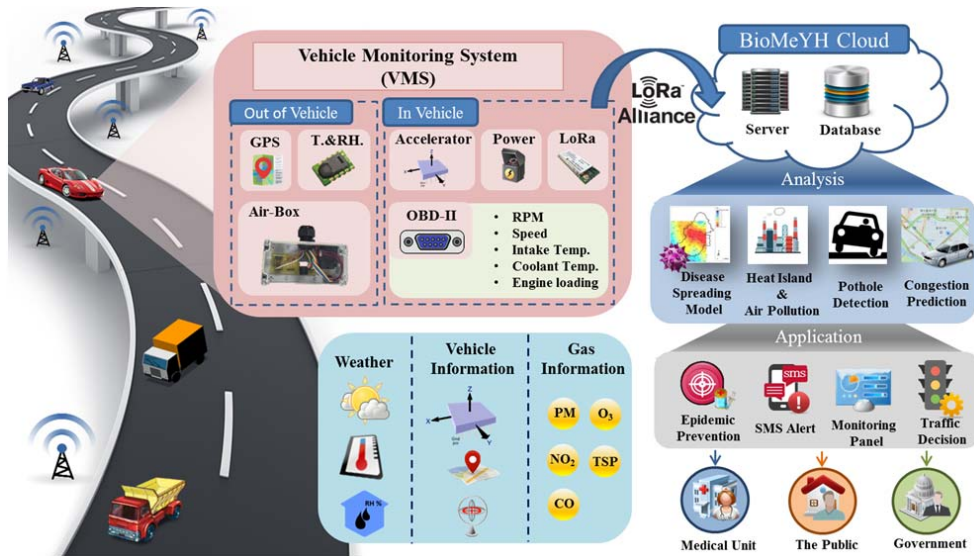 Vehicle Monitoring System
(VMS)
Out of Vehicle
GPS
T.&RH.
Air-Box
In Vehicle
Accelerator
Power
LoRa
OBD-II
• RPM
• Speed
• Intake Temp.
• Coolant Temp.
• Engine loading
LoRa
Alliance
BioMeYH Cloud
Server
Database
Analysis
Disease
Spreading
Model
Heat Island
&
Air Pollution
Pothole
Detection
Congestion
Prediction
Application
Epidemic
Prevention
sms
SMS Alert
Monitoring
Panel
Traffic
Decision
Medical Unit
The Public
Government
Weather
RH %
Vehicle
Information
Z
X
Y
Gas
Information
PM
O₃
NO₂
TSP
CO